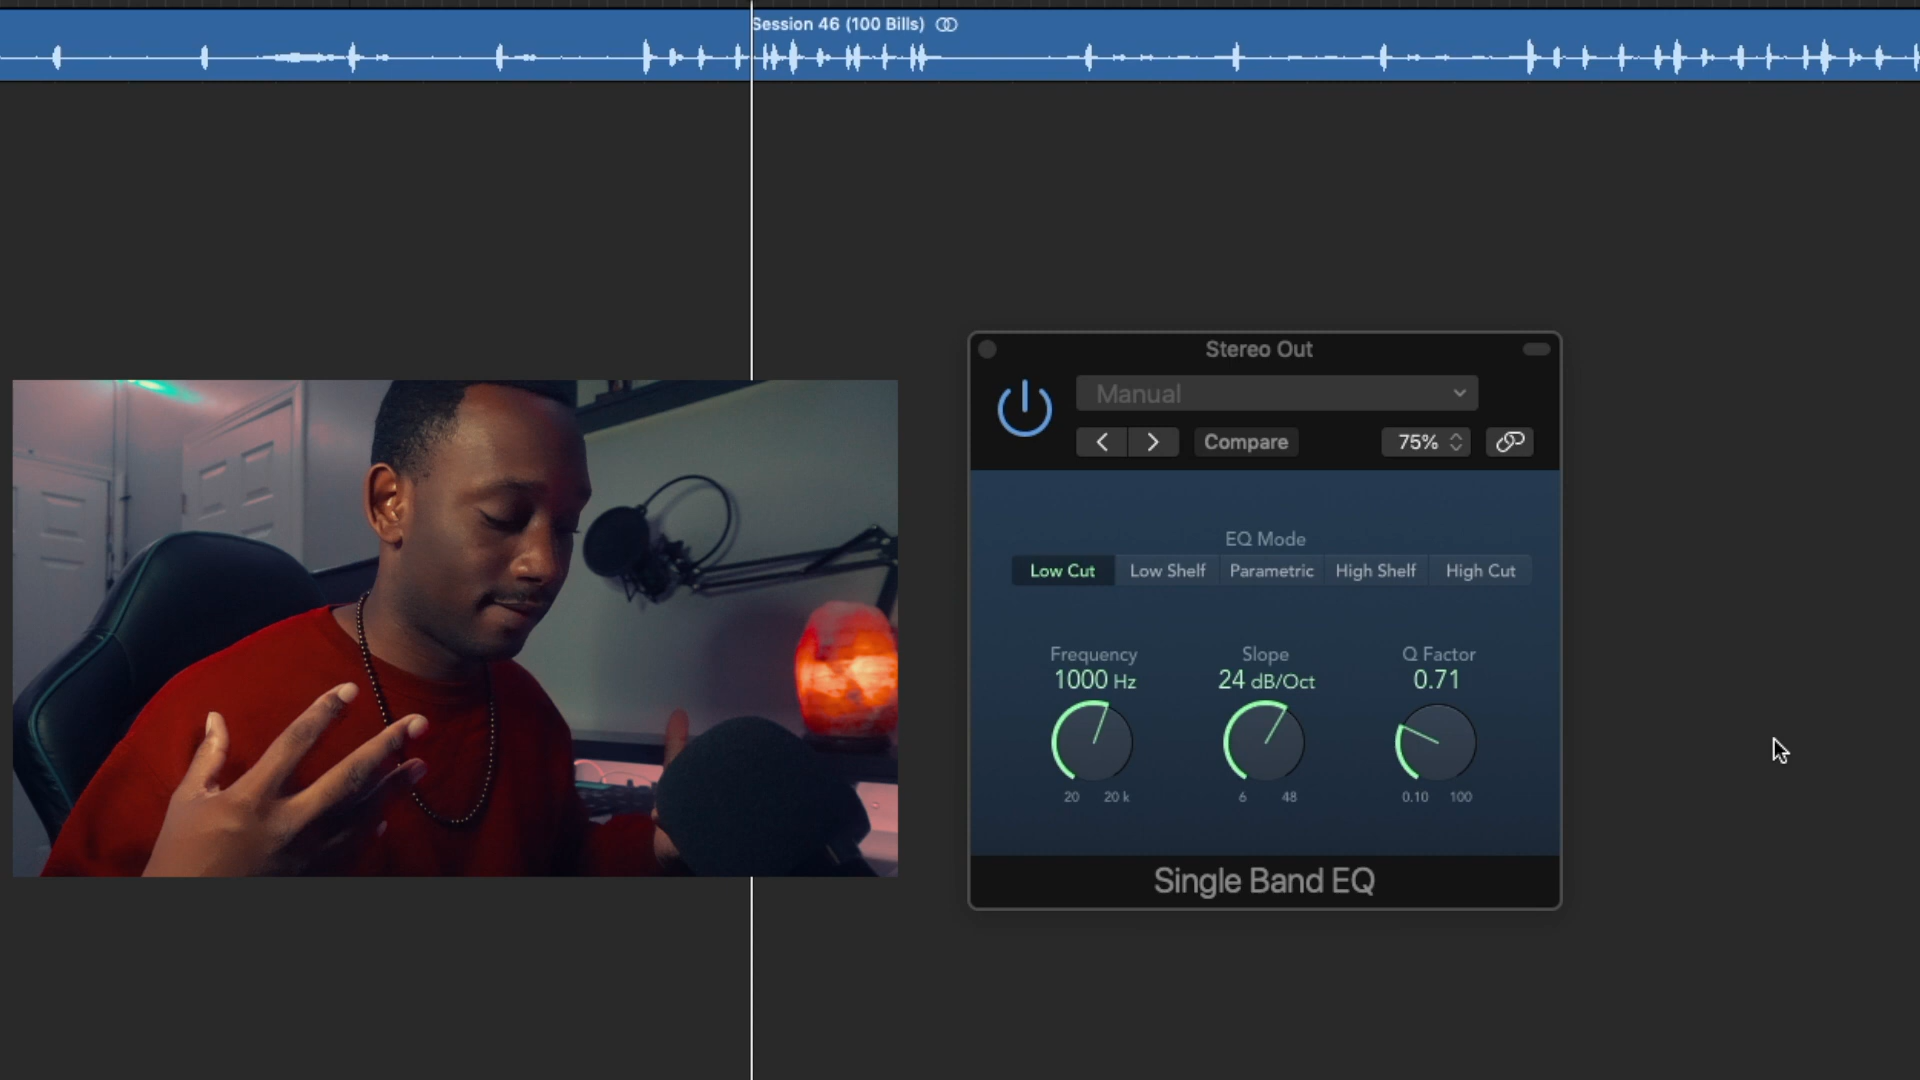 Session 46 (100 Bills)
Stereo Out
Manual
Compare
75%
EQ Mode
Low Cut Low Shelf Parametric High Shelf High Cut
Frequency Slope Q Factor
1000 Hz 24 dB/Oct 0.71
20 20 k 6 48 0.10 100
Single Band EQ